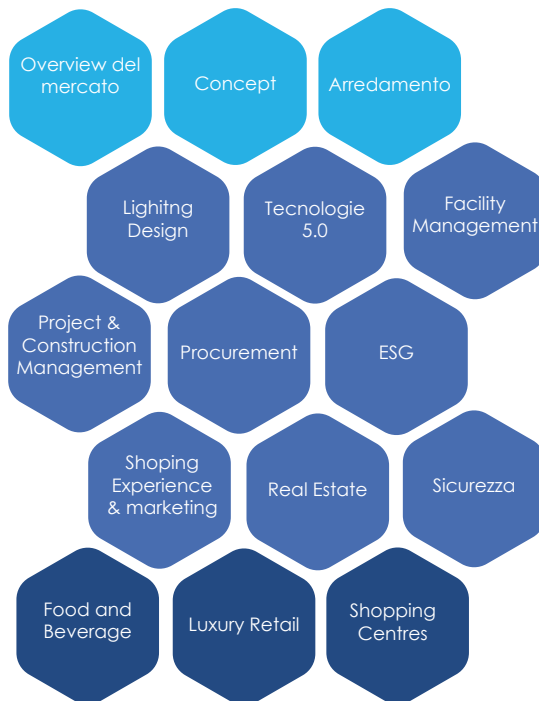 Overview del
mercato
Concept
Arredamento
Lighitng
Design
Tecnologie
5.0
Facility
Management
Project &
Construction
Management
Procurement
ESG
Shoping
Experience
& marketing
Real Estate
Sicurezza
Food and
Beverage
Luxury Retail
Shopping
Centres